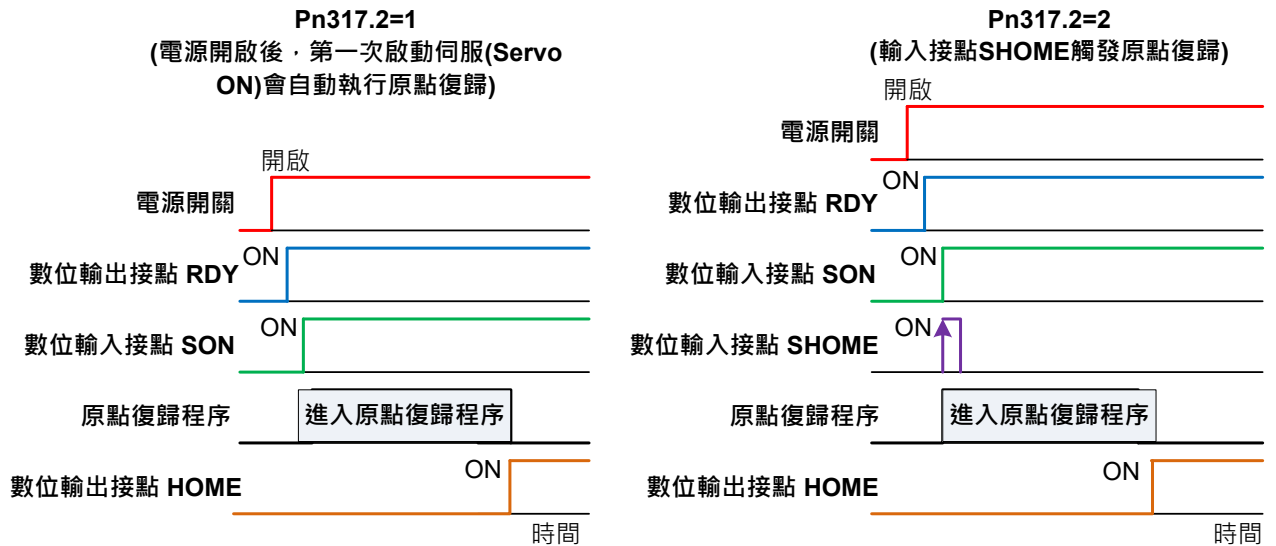 Pn317.2=1
(電源開啟後，第一次啟動伺服(Servo
ON)會自動執行原點復歸)
開啟
電源開關
ON
數位輸出接點 RDY
ON
數位輸入接點 SON
原點復歸程序
進入原點復歸程序
ON
數位輸出接點 HOME
時間
Pn317.2=2
(輸入接點SHOME觸發原點復歸)
開啟
電源開關
ON
數位輸出接點 RDY
ON
數位輸入接點 SON
ON
數位輸入接點 SHOME
原點復歸程序
進入原點復歸程序
ON
數位輸出接點 HOME
時間